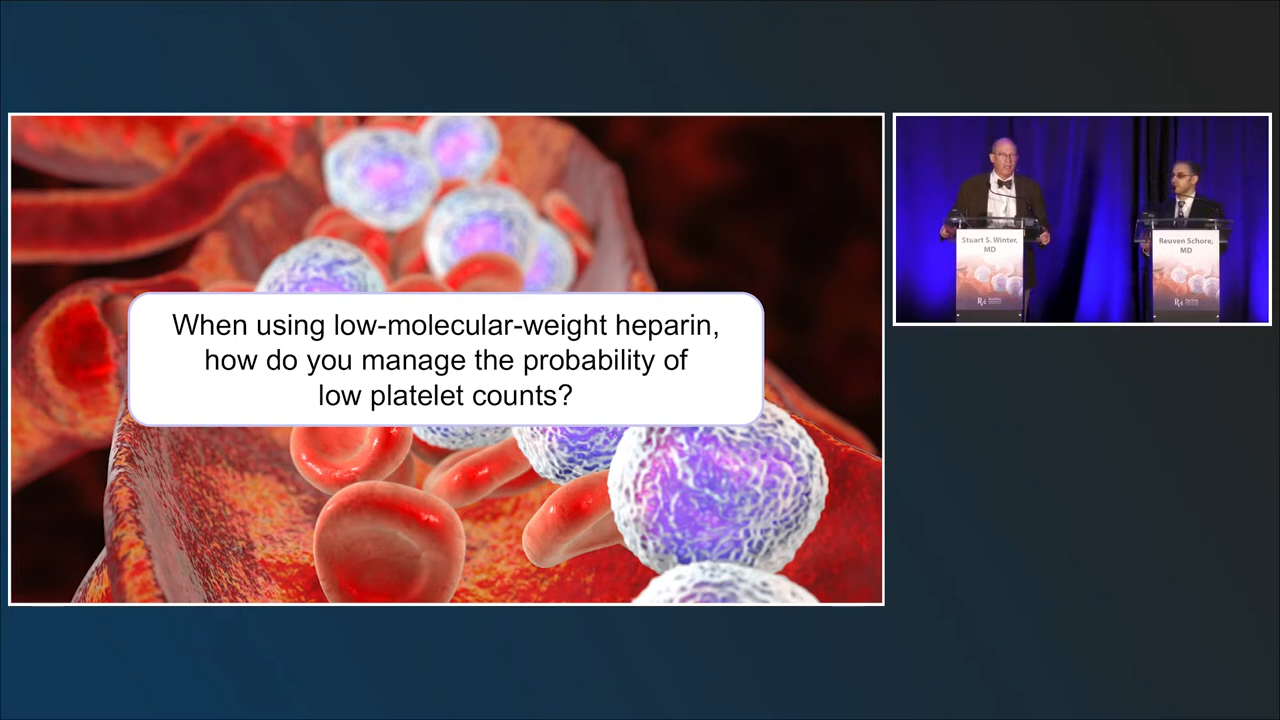 When using low-molecular-weight heparin,
how do you manage the probability of
low platelet counts?
Stuart S. Winter,
MD
Reuven Schore,
MD